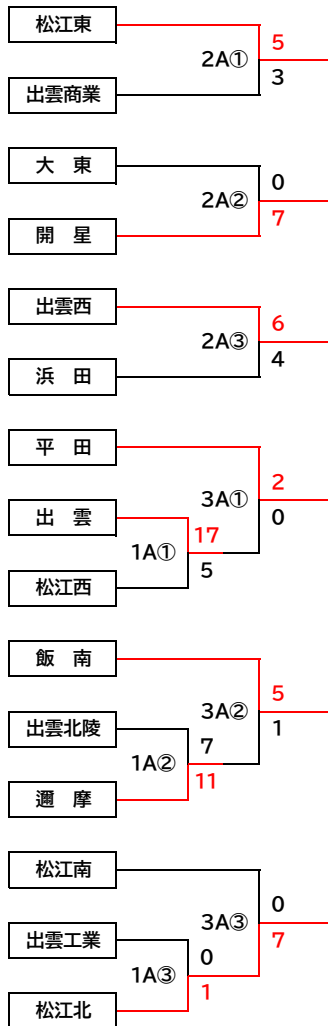 松江東
5
2A①
3
出雲商業
大　東
0
2A②
7
開　星
出雲西
6
2A③
4
浜　田
平　田
2
3A①
0
出　雲
17
1A①
5
松江西
飯　南
5
3A②
1
出雲北陵
7
1A②
11
邇　摩
松江南
0
3A③
7
出雲工業
0
1A③
1
松江北